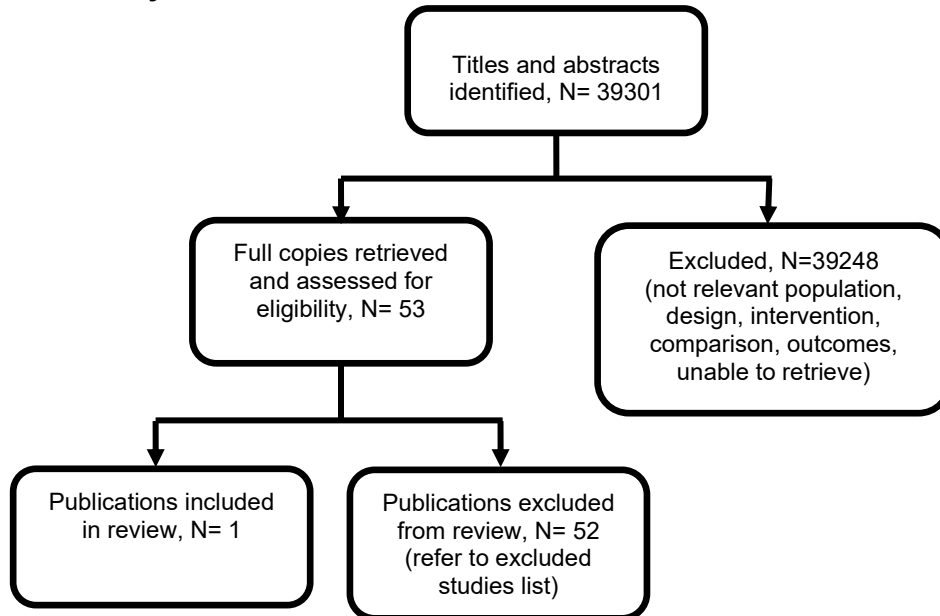 Titles and abstracts
identified, N= 39301
Full copies retrieved
and assessed for
eligibility, N= 53
Excluded, N=39248
(not relevant population,
design, intervention,
comparison, outcomes,
unable to retrieve)
Publications included
in review, N= 1
Publications excluded
from review, N= 52
(refer to excluded
studies list)